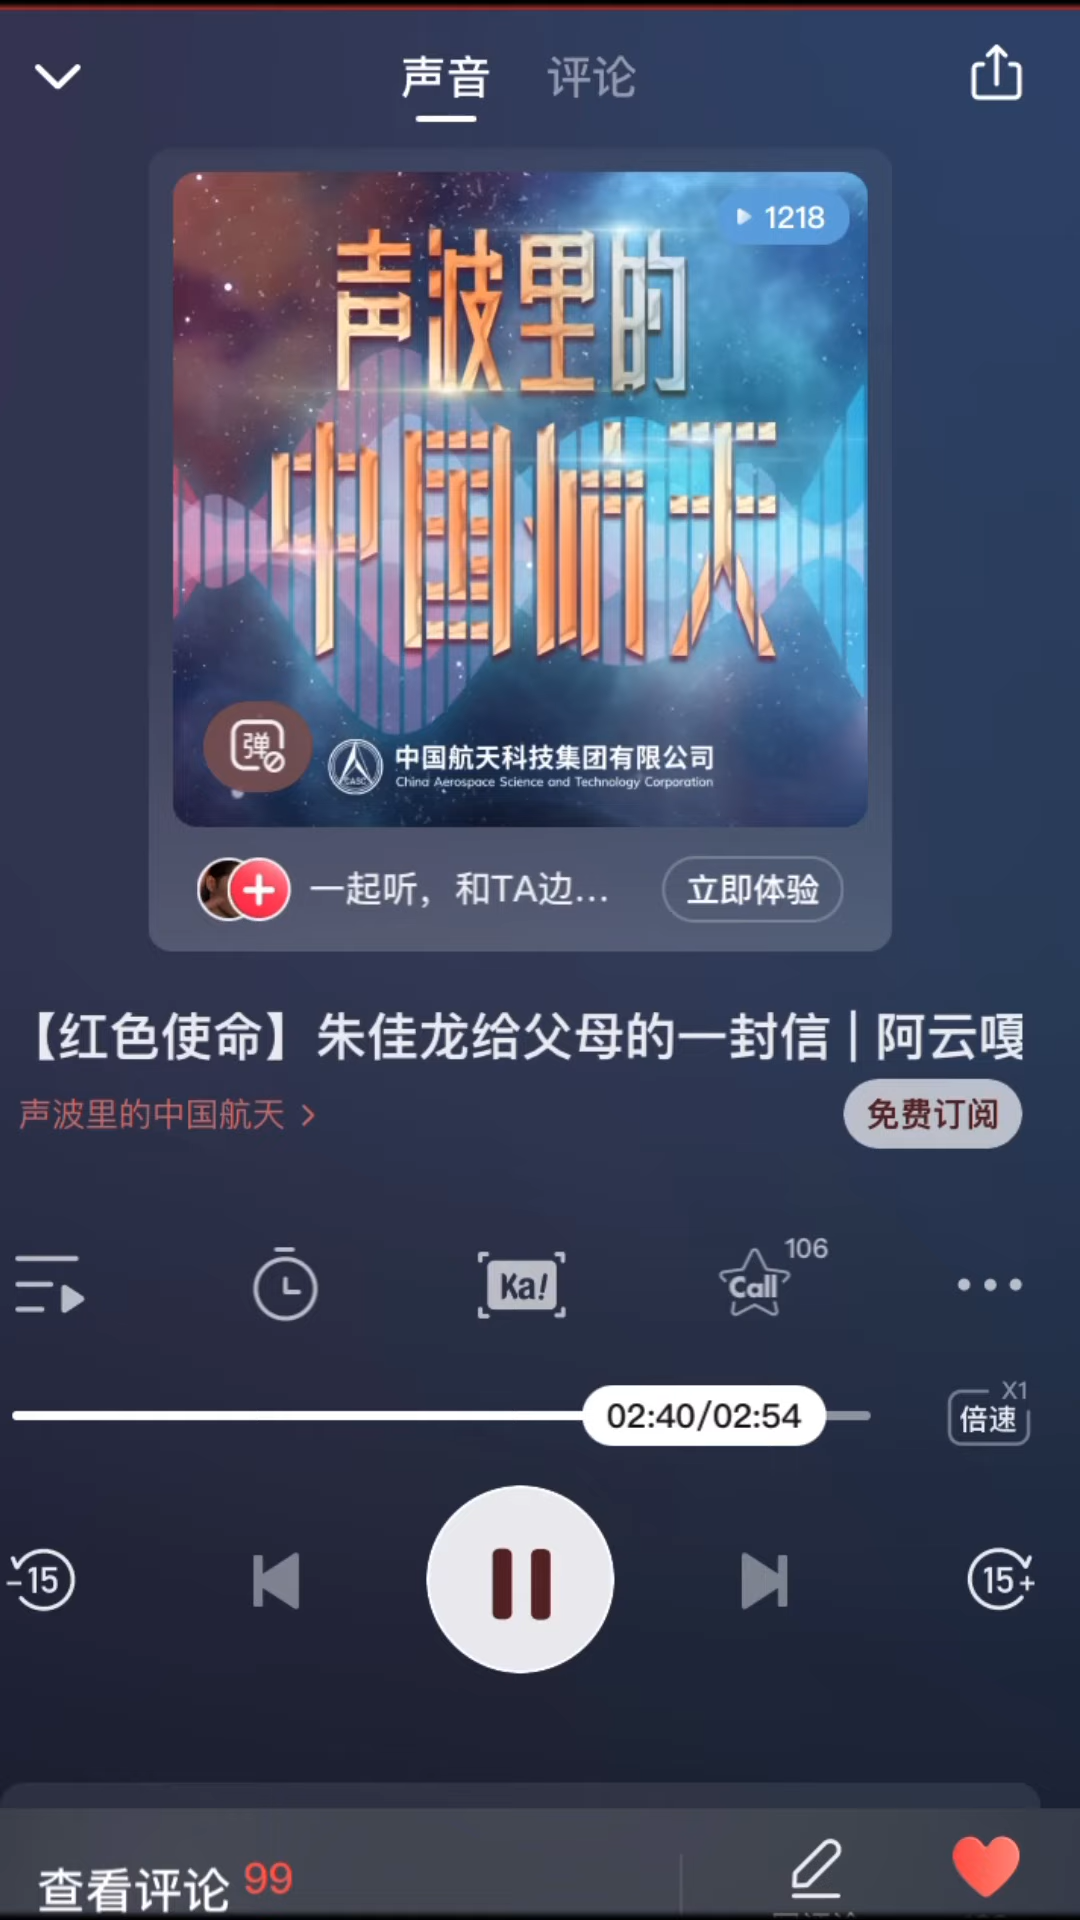 声音 评论
1218
声波里的
中国航天
弹
CASC
中国航天科技集团有限公司
China Aerospace Science and Technology Corporation
一起听，和TA边...
立即体验
【红色使命】朱佳龙给父母的一封信 | 阿云嘎
声波里的中国航天
免费订阅
Ka!
Call
106
02:40/02:54
X1
倍速
-15
15+
查看评论 99